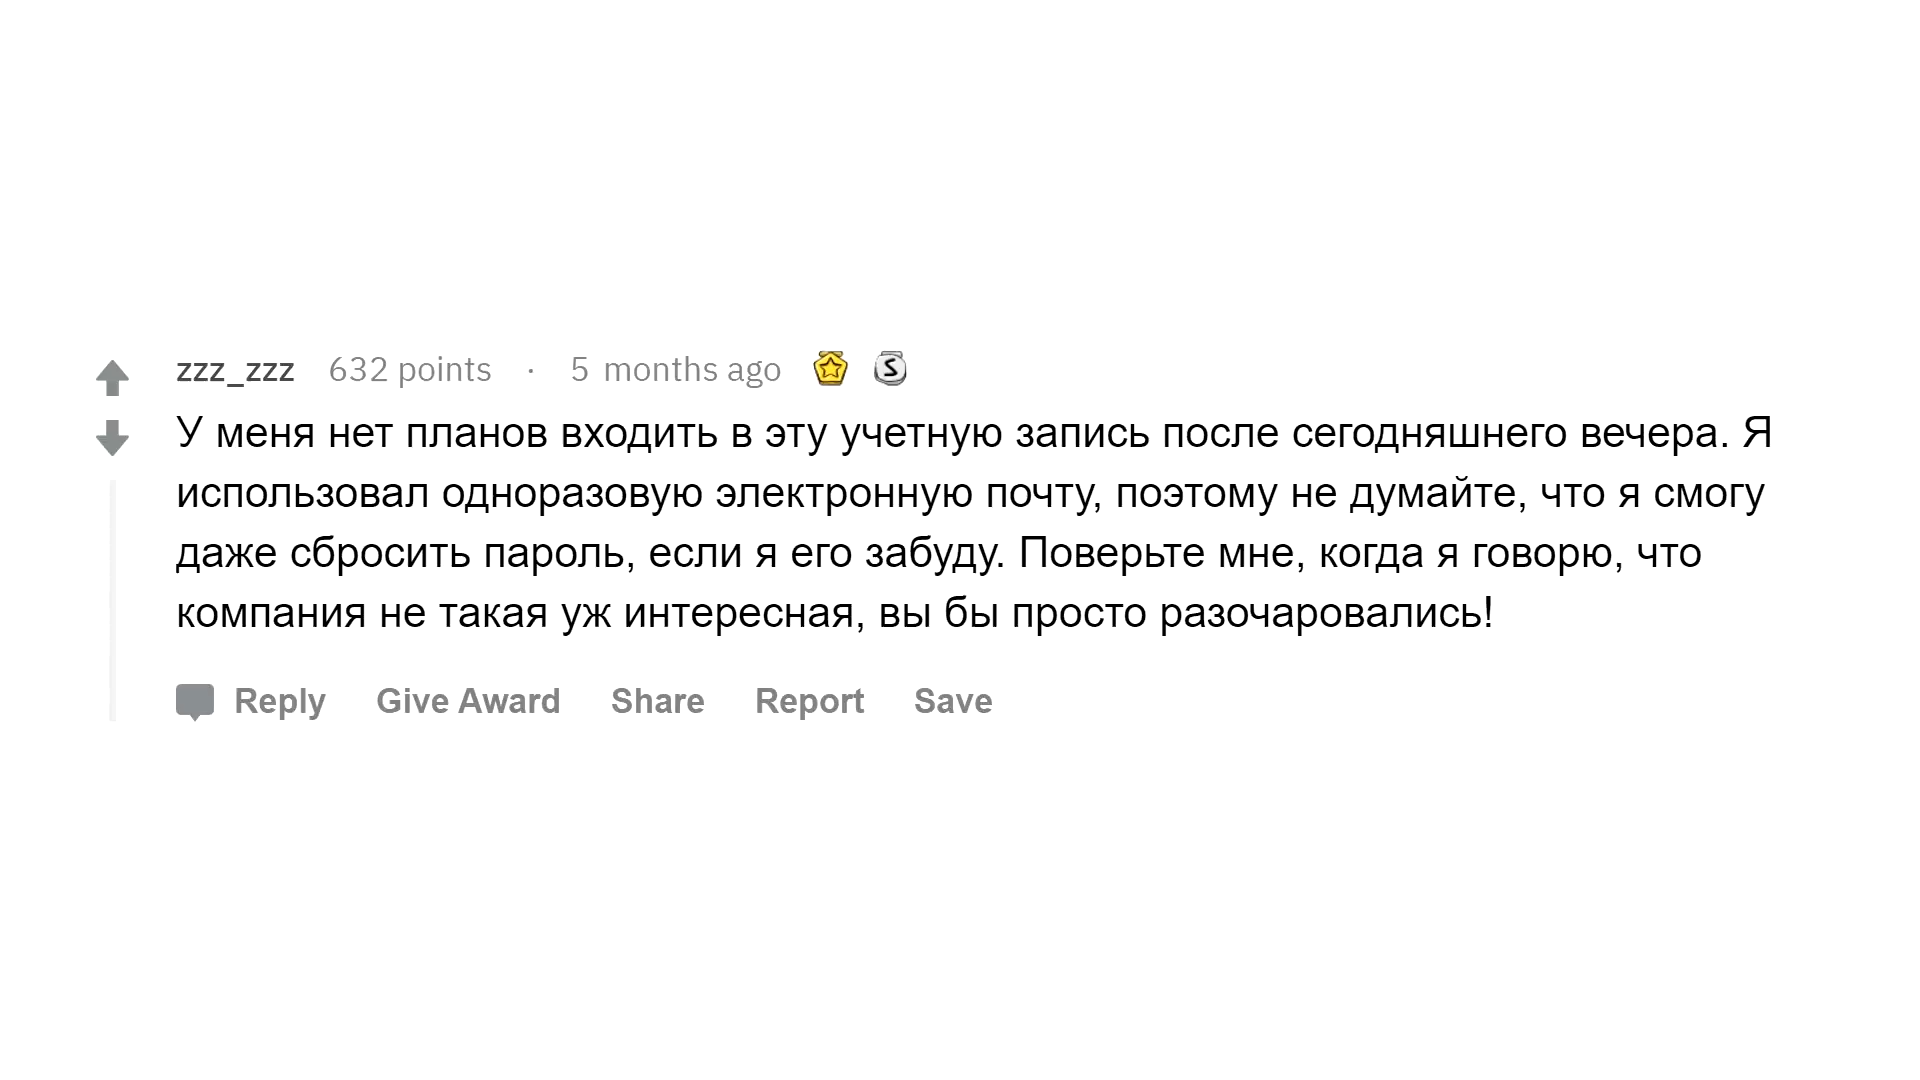 zzz_zzz 632 points · 5 months ago
У меня нет планов входить в эту учетную запись после сегодняшнего вечера. Я
использовал одноразовую электронную почту, поэтому не думайте, что я смогу
даже сбросить пароль, если я его забуду. Поверьте мне, когда я говорю, что
компания не такая уж интересная, вы бы просто разочаровались!
Reply Give Award Share Report Save